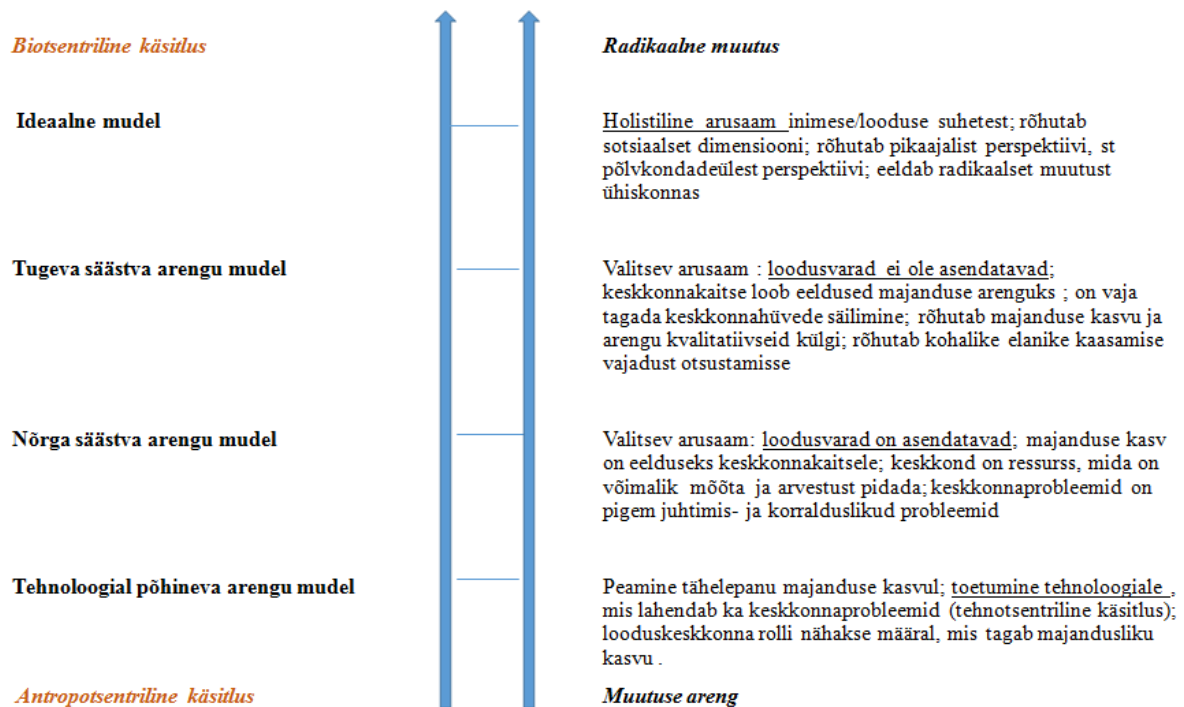 Biotsentriline käsitlus
Radikaalne muutus
Ideaalne mudel
Holistiline arusaam inimese/looduse suhetest; rõhutab
sotsiaalset dimensiooni; rõhutab pikaajalist perspektiivi, st
põlvkondadeülest perspektiivi; eeldab radikaalset muutust
ühiskonnas
Tugeva säästva arengu mudel
Valitsev arusaam : loodusvarad ei ole asendatavad;
keskkonnakaitse loob eeldused majanduse arenguks ; on vaja
tagada keskkonnahüvede säilimine; rõhutab majanduse kasvu ja
arengu kvalitatiivseid külgi; rõhutab kohalike elanike kaasamise
vajadust otsustamisse
Nõrga säästva arengu mudel
Valitsev arusaam: loodusvarad on asendatavad; majanduse kasv
on eelduseks keskkonnakaitsele; keskkond on ressurss, mida on
võimalik mõõta ja arvestust pidada; keskkonnaprobleemid on
pigem juhtimis- ja korralduslikud probleemid
Tehnoloogial põhineva arengu mudel
Peamine tähelepanu majanduse kasvul; toetumine tehnoloogiale ,
mis lahendab ka keskkonnaprobleemid (tehnotsentriline käsitlus);
looduskeskkonna rolli nähakse määral, mis tagab majandusliku
kasvu .
Antropotsentriline käsitlus
Muutuse areng